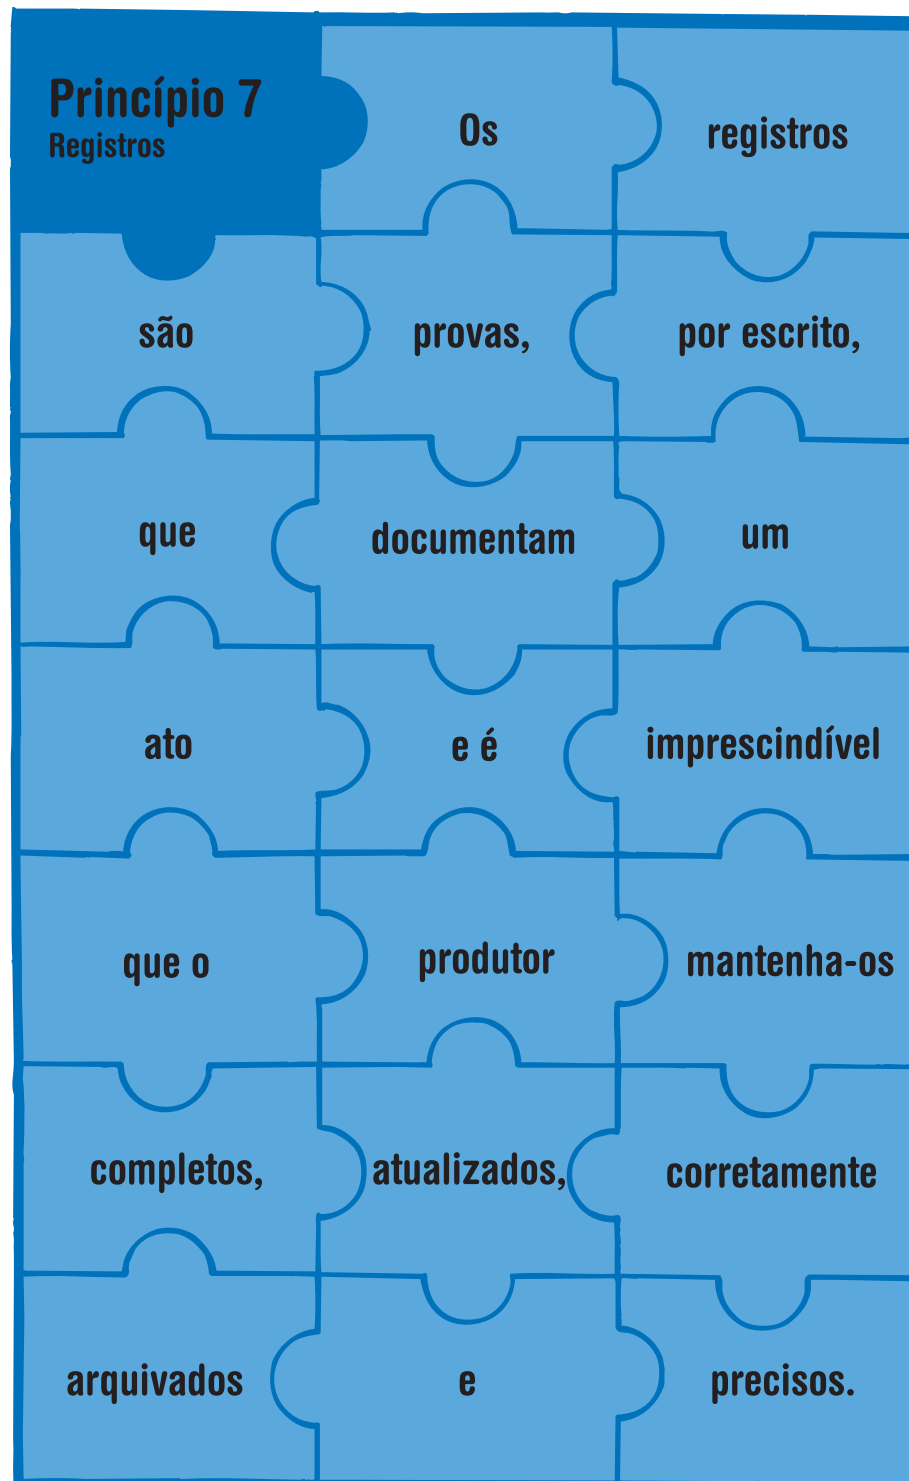 Princípio 7
Registros
Os
registros
são
provas,
por escrito,
que
documentam
um
ato
e é
imprescindível
que o
produtor
mantenha-os
completos,
atualizados,
corretamente
arquivados
e
precisos.